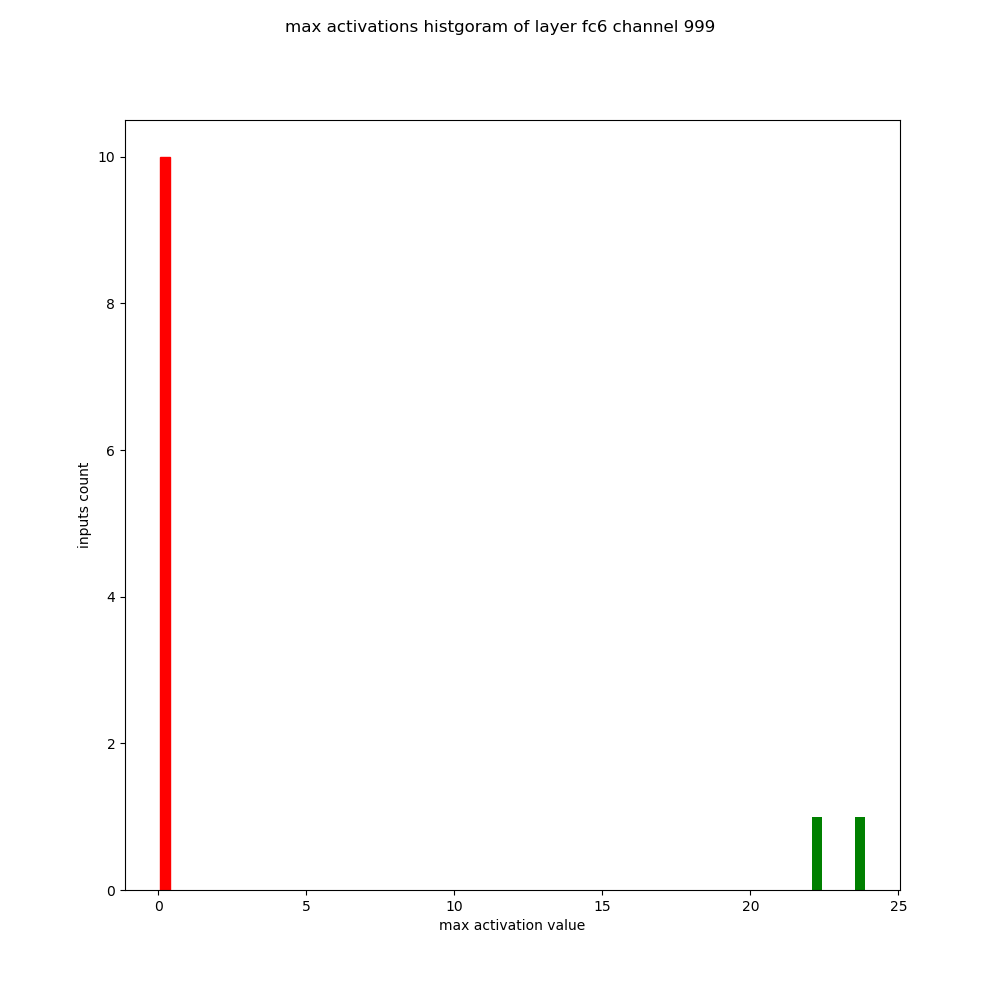 max activations histgoram of layer fc6 channel 999
10
8
6
4
2
0
inputs count
0 5 10 15 20 25
max activation value